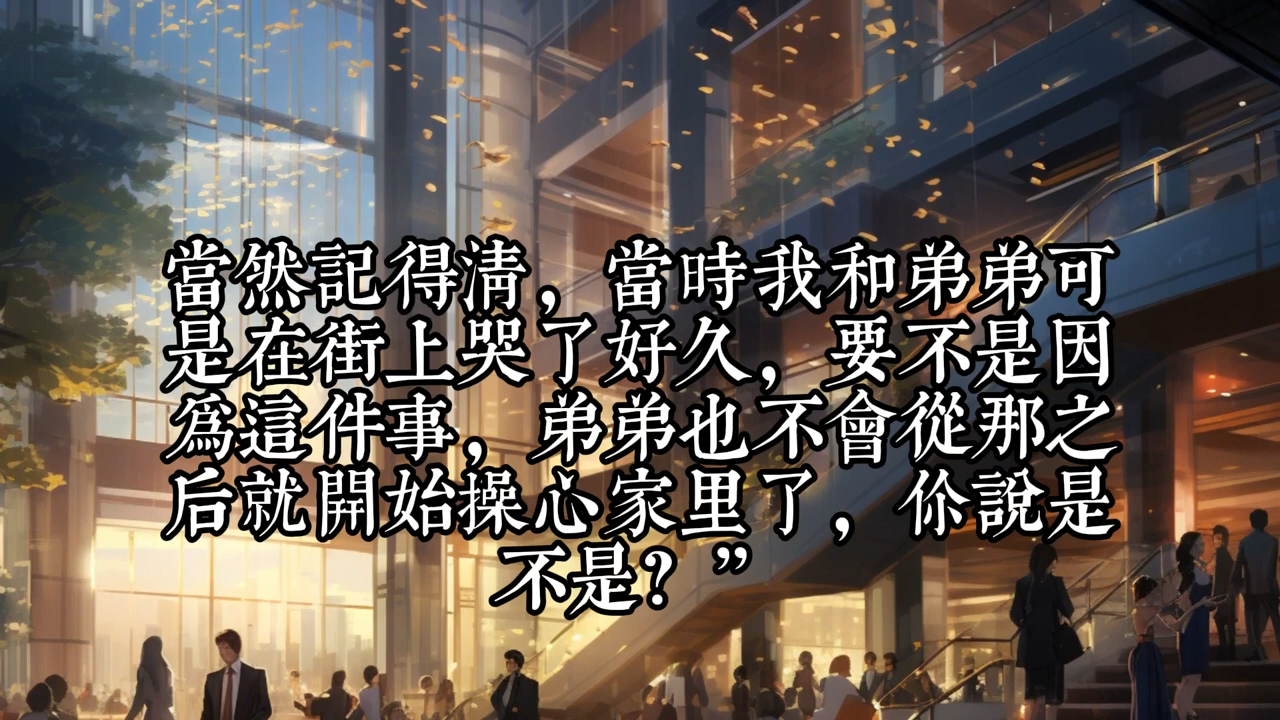 當然記得淸，當時我和弟弟可
是在街上哭了好久，要不是因
爲這件事，弟弟也不會從那之
后就開始操心家里了，伱說是
不是？”